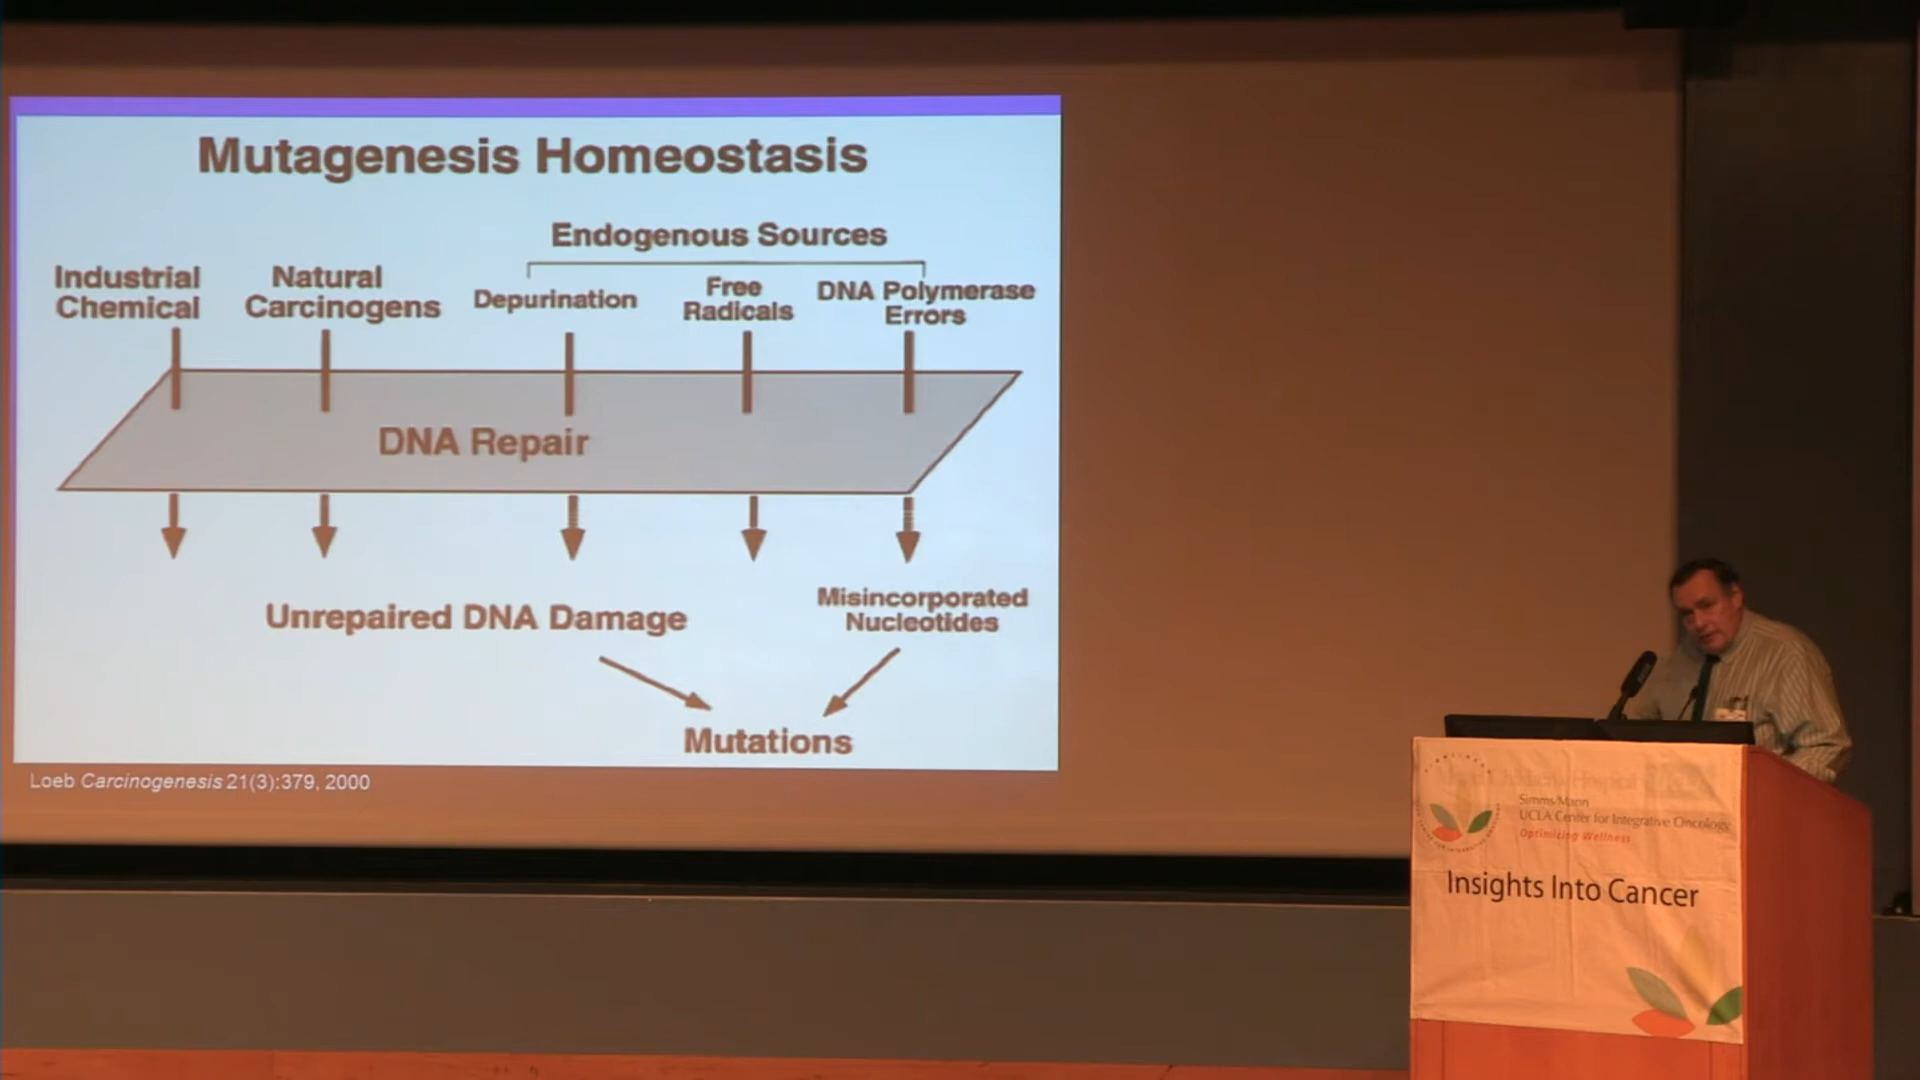 Mutagenesis Homeostasis
Endogenous Sources
Industrial
Chemical
Natural
Carcinogens
Depurination
Free
Radicals
DNA Polymerase
Errors
DNA Repair
Unrepaired DNA Damage
Misincorporated
Nucleotides
Mutations
Loeb Carcinogenesis 21(3):379, 2000
Simms/Mann
UCLA Center for Integrative Oncology
Optimizing Wellness
Insights Into Cancer